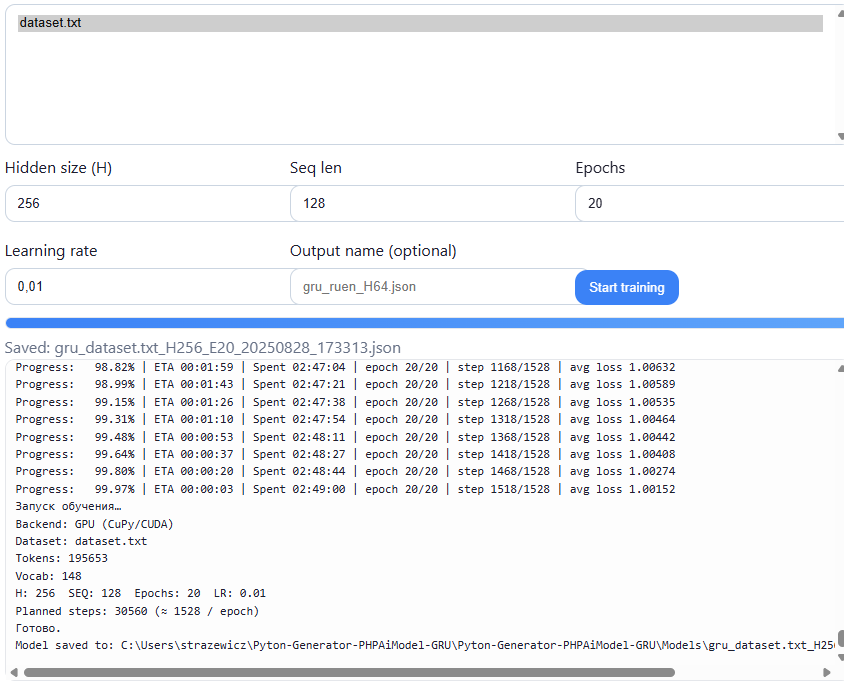 dataset.txt
Hidden size (H) Seq len Epochs
256 128 20
Learning rate Output name (optional)
0,01 gru_ruen_H64.json Start training
Saved: gru_dataset.txt_H256_E20_20250828_173313.json
Progress: 98.82% | ETA 00:01:59 | Spent 02:47:04 | epoch 20/20 | step 1168/1528 | avg loss 1.00632
Progress: 98.99% | ETA 00:01:43 | Spent 02:47:21 | epoch 20/20 | step 1218/1528 | avg loss 1.00589
Progress: 99.15% | ETA 00:01:26 | Spent 02:47:38 | epoch 20/20 | step 1268/1528 | avg loss 1.00535
Progress: 99.31% | ETA 00:01:10 | Spent 02:47:54 | epoch 20/20 | step 1318/1528 | avg loss 1.00464
Progress: 99.48% | ETA 00:00:53 | Spent 02:48:11 | epoch 20/20 | step 1368/1528 | avg loss 1.00442
Progress: 99.64% | ETA 00:00:37 | Spent 02:48:27 | epoch 20/20 | step 1418/1528 | avg loss 1.00408
Progress: 99.80% | ETA 00:00:20 | Spent 02:48:44 | epoch 20/20 | step 1468/1528 | avg loss 1.00274
Progress: 99.97% | ETA 00:00:03 | Spent 02:49:00 | epoch 20/20 | step 1518/1528 | avg loss 1.00152
Запуск обучения…
Backend: GPU (CuPy/CUDA)
Dataset: dataset.txt
Tokens: 195653
Vocab: 148
H: 256 SEQ: 128 Epochs: 20 LR: 0.01
Planned steps: 30560 (≈ 1528 / epoch)
Готово.
Model saved to: C:\Users\strazewicz\Pyton-Generator-PHPAiModel-GRU\Pyton-Generator-PHPAiModel-GRU\Models\gru_dataset.txt_H256